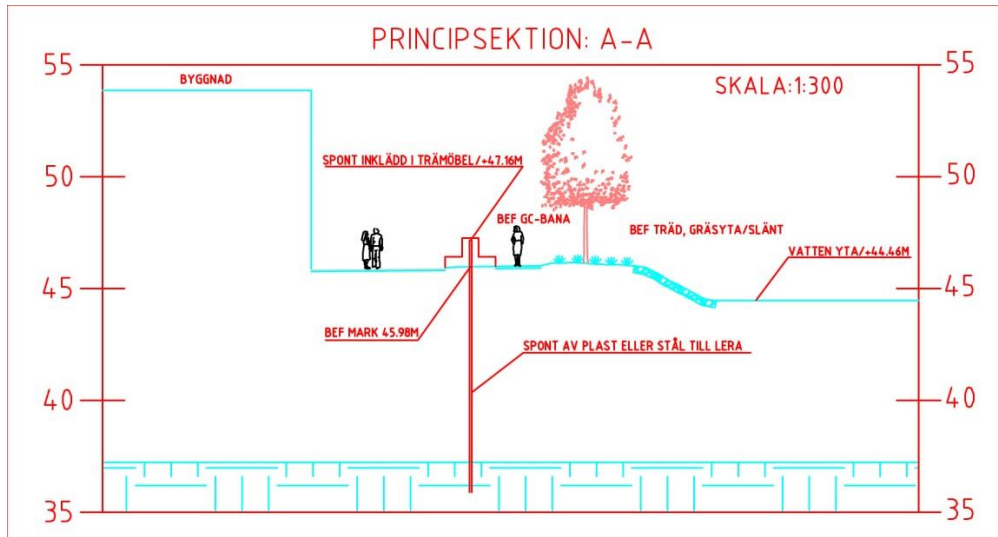 PRINCIPSEKTION: A-A
55
55
BYGGNAD
SKALA:1:300
SPONT INKLÄDD I TRÄMÖBEL/+47.16M
50
50
BEF GC-BANA
BEF TRÄD, GRÄSYTA/SLÄNT
VATTEN YTA/+44.46M
45
45
BEF MARK 45.98M
SPONT AV PLAST ELLER STÅL TILL LERA
40
40
35
35